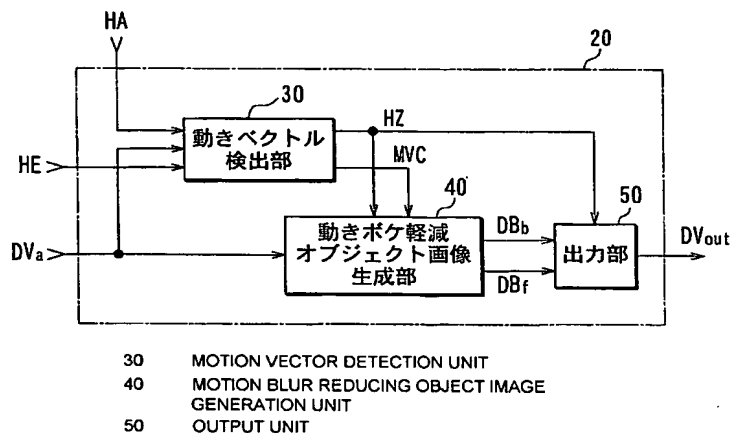 HA
20
30
動きベクトル
検出部
HZ
HE
MVC
40
50
動きボケ軽減
オブジェクト画像
生成部
DBb
DBf
出力部
DVa
DVout
30 MOTION VECTOR DETECTION UNIT
40 MOTION BLUR REDUCING OBJECT IMAGE
GENERATION UNIT
50 OUTPUT UNIT